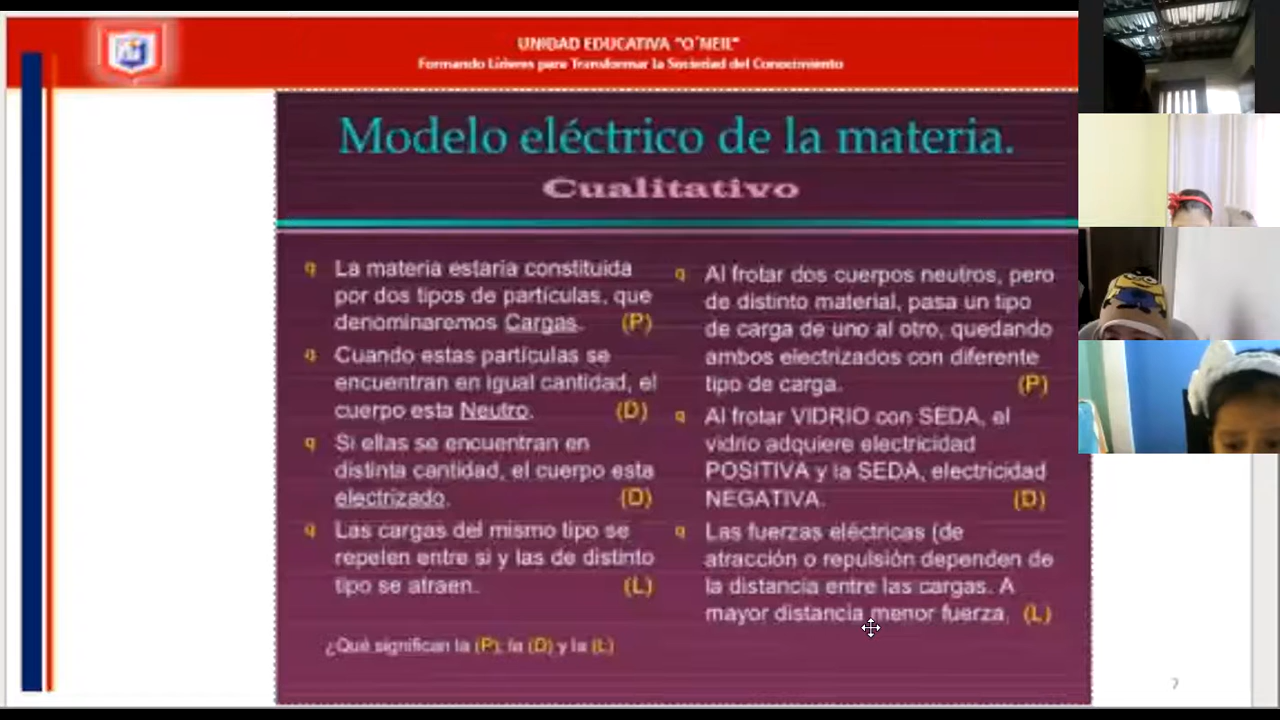 UNIDAD EDUCATIVA "O´NEIL"
Formando Líderes para Transformar la Sociedad del Conocimiento
Modelo eléctrico de la materia.
Cualitativo
q La materia estaría constituida
por dos tipos de partículas, que
denominaremos Cargas. (P)
q Cuando estas partículas se
encuentran en igual cantidad, el
cuerpo esta Neutro. (D)
q Si ellas se encuentran en
distinta cantidad, el cuerpo esta
electrizado. (D)
q Las cargas del mismo tipo se
repelen entre si y las de distinto
tipo se atraen. (L)
¿Qué significan la (P); la (D) y la (L)
q Al frotar dos cuerpos neutros, pero
de distinto material, pasa un tipo
de carga de uno al otro, quedando
ambos electrizados con diferente
tipo de carga. (P)
q Al frotar VIDRIO con SEDA, el
vidrio adquiere electricidad
POSITIVA y la SEDA, electricidad
NEGATIVA. (D)
q Las fuerzas eléctricas (de
atracción o repulsión dependen de
la distancia entre las cargas. A
mayor distancia menor fuerza. (L)
7